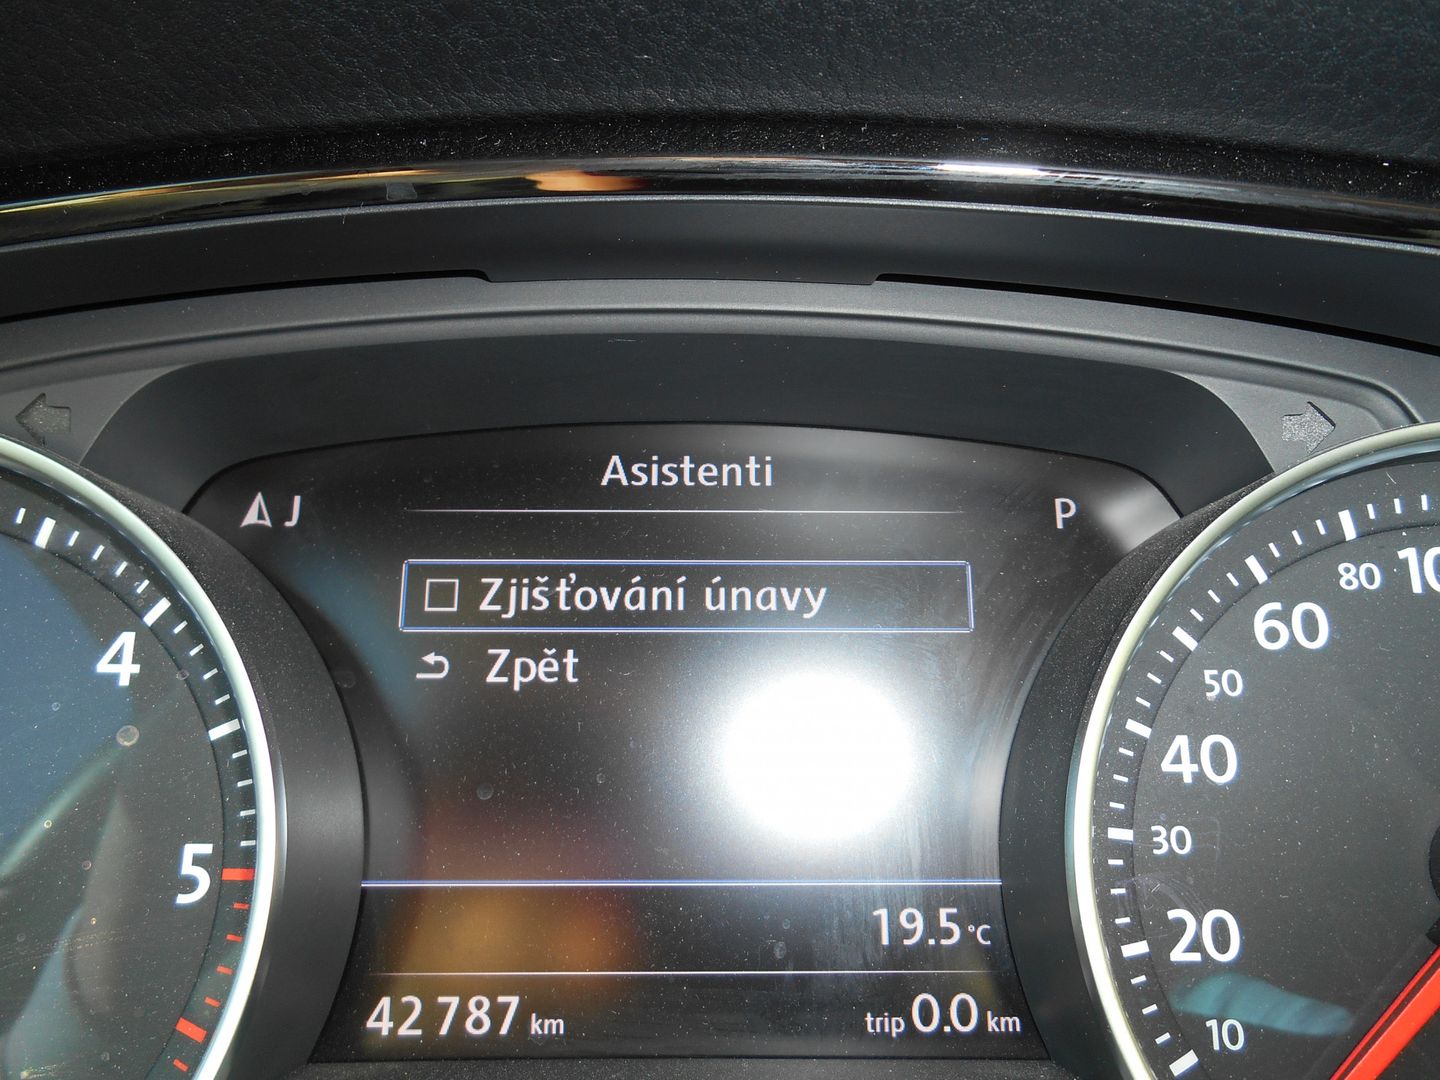 Asistenti
J
P
Zjišťování únavy
Zpět
19.5 °C
42 787 km
trip 0.0 km
4
5
10
20
30
40
50
60
80